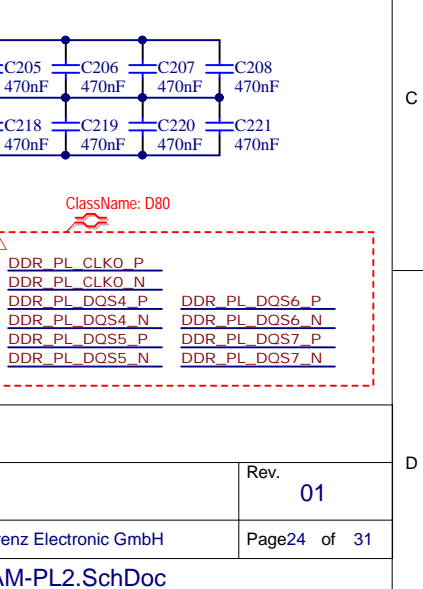 C205 C206 C207 C208
470nF 470nF 470nF 470nF
C
C218 C219 C220 C221
470nF 470nF 470nF 470nF
ClassName: D80
DDR_PL_CLK0_P
DDR_PL_CLK0_N
DDR_PL_DQS4_P DDR_PL_DQS6_P
DDR_PL_DQS4_N DDR_PL_DQS6_N
DDR_PL_DQS5_P DDR_PL_DQS7_P
DDR_PL_DQS5_N DDR_PL_DQS7_N
D
Rev.
01
enz Electronic GmbH Page24 of 31
AM-PL2.SchDoc